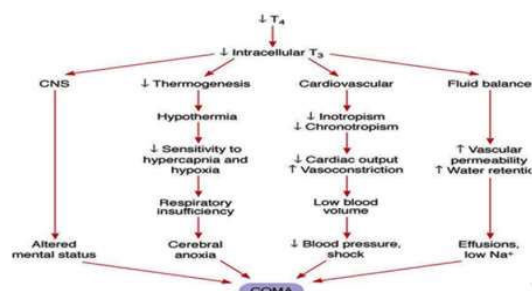 ↓ T₄
↓ Intracellular T₃
CNS
↓ Thermogenesis
Cardiovascular
Fluid balance
Hypothermia
↓ Inotropism
↓ Chronotropism
↓ Sensitivity to
hypercapnia and
hypoxia
↓ Cardiac output
↑ Vasoconstriction
↑ Vascular
permeability
↑ Water retention
Respiratory
insufficiency
Low blood
volume
Altered
mental status
Cerebral
anoxia
↓ Blood pressure,
shock
Effusions,
low Na⁺
COMA